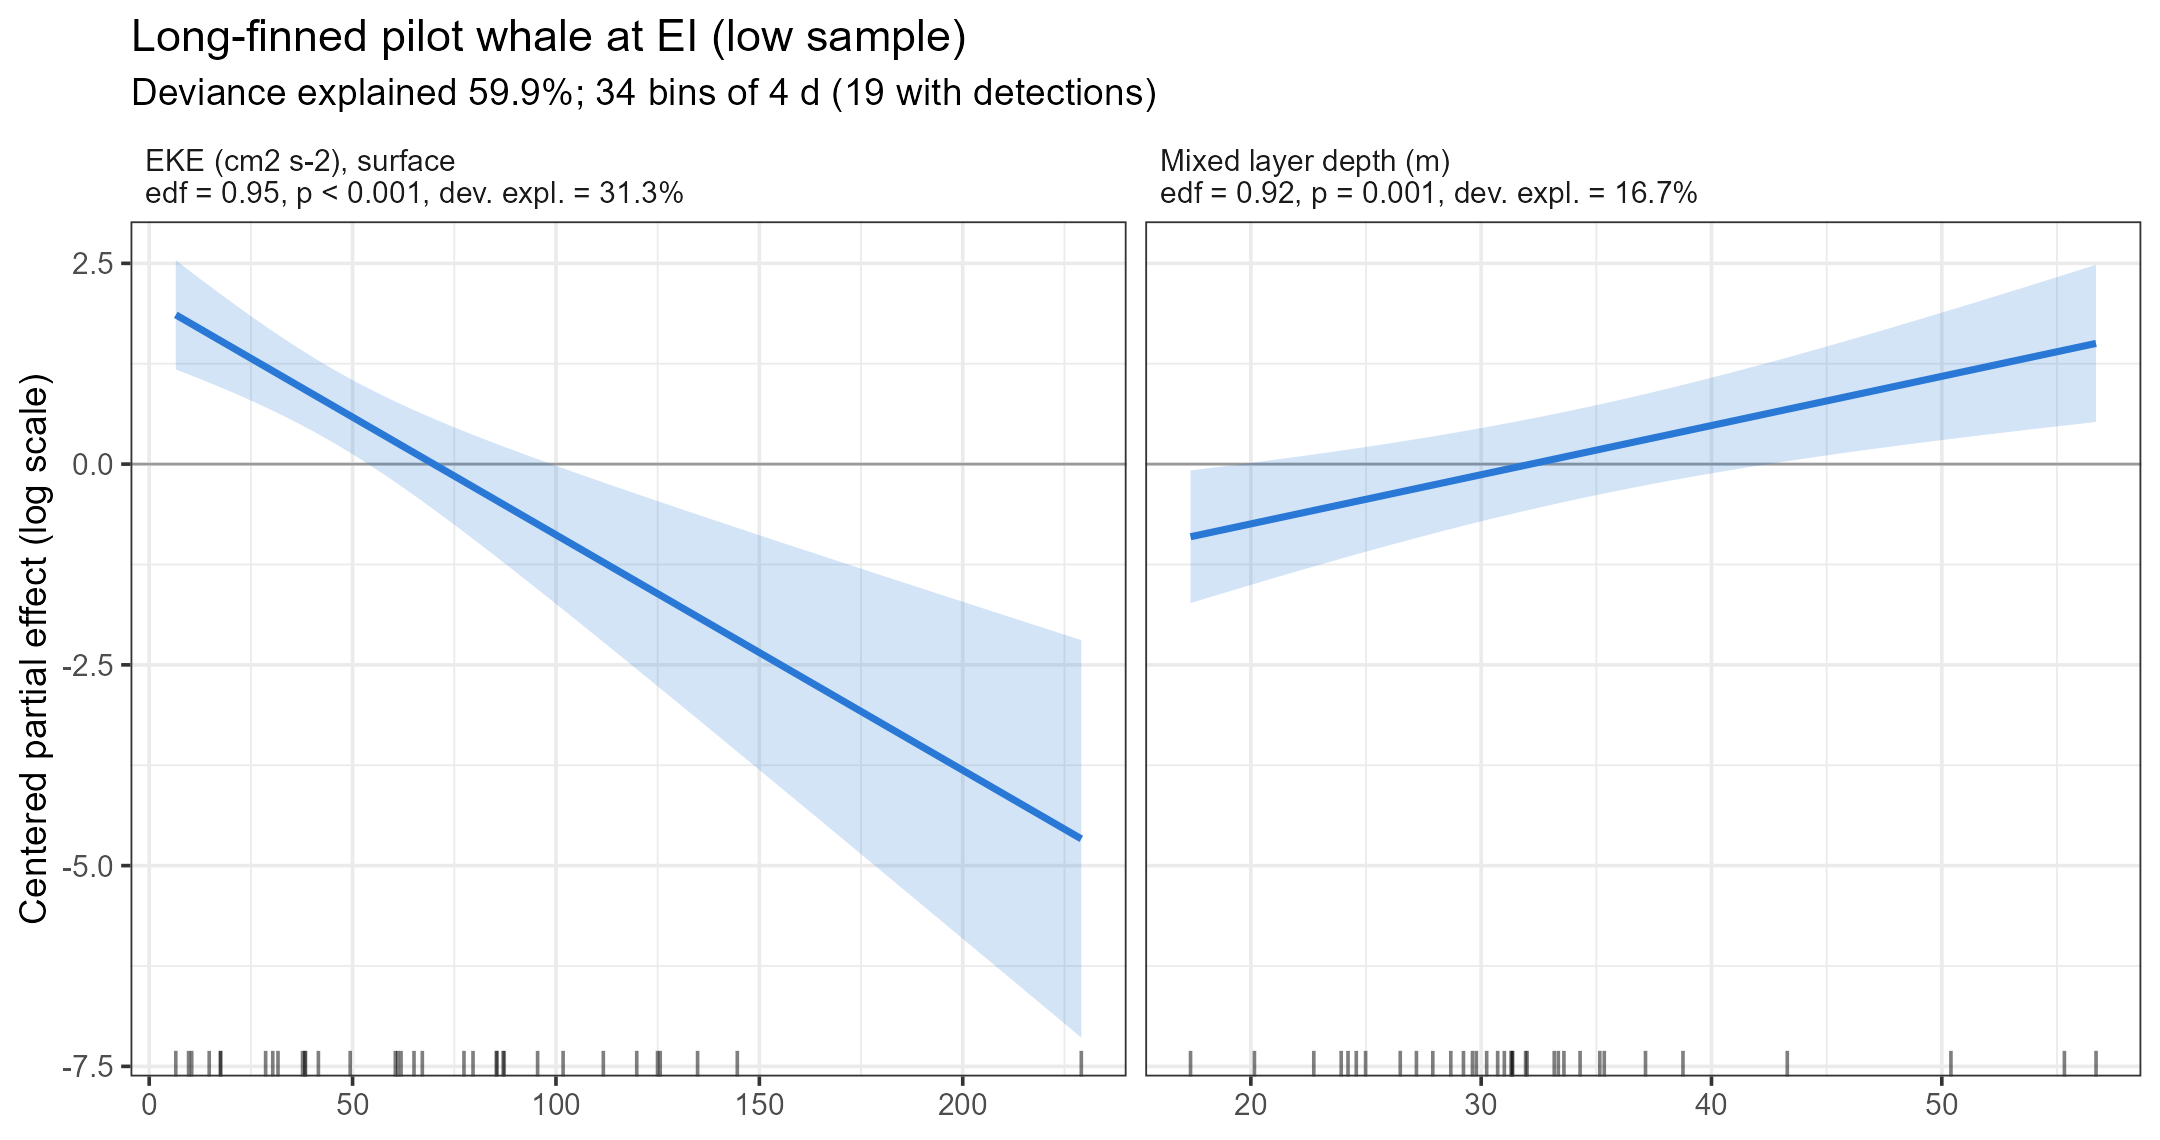 Long-finned pilot whale at EI (low sample)
Deviance explained 59.9%; 34 bins of 4 d (19 with detections)
EKE (cm2 s-2), surface
edf = 0.95, p < 0.001, dev. expl. = 31.3%
Mixed layer depth (m)
edf = 0.92, p = 0.001, dev. expl. = 16.7%
Centered partial effect (log scale)
2.5
0.0
-2.5
-5.0
-7.5
0 50 100 150 200
20 30 40 50